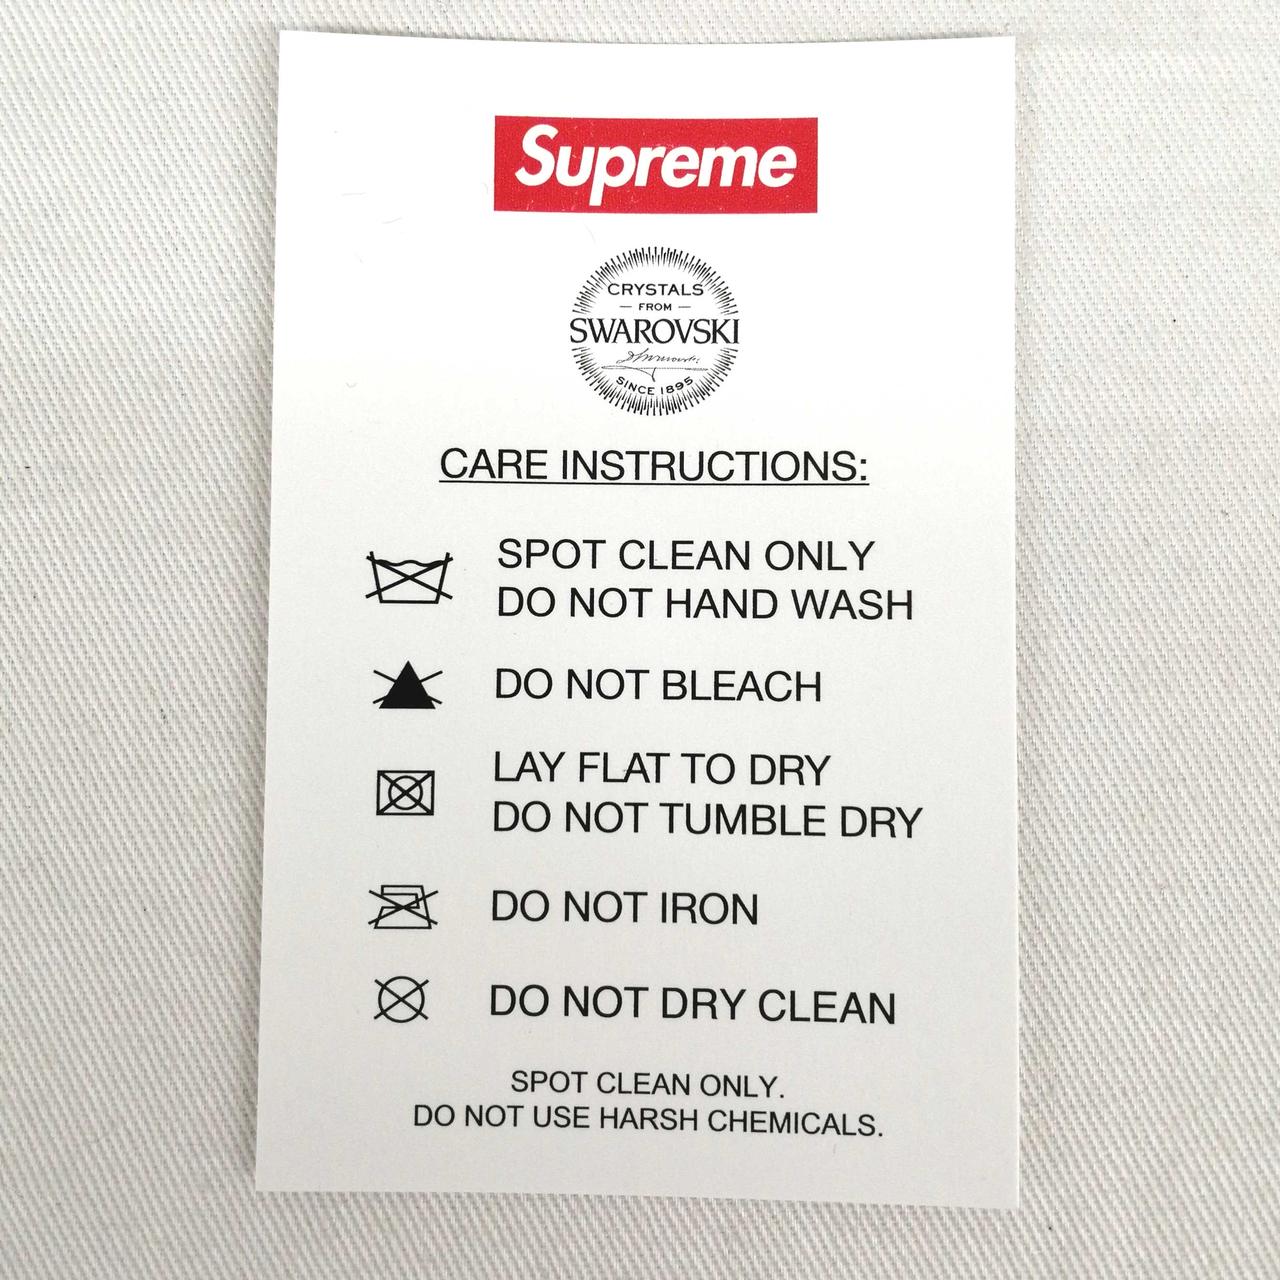 Supreme
CRYSTALS
— FROM —
SWAROVSKI
SINCE 1895
CARE INSTRUCTIONS:
SPOT CLEAN ONLY
DO NOT HAND WASH
DO NOT BLEACH
LAY FLAT TO DRY
DO NOT TUMBLE DRY
DO NOT IRON
DO NOT DRY CLEAN
SPOT CLEAN ONLY.
DO NOT USE HARSH CHEMICALS.